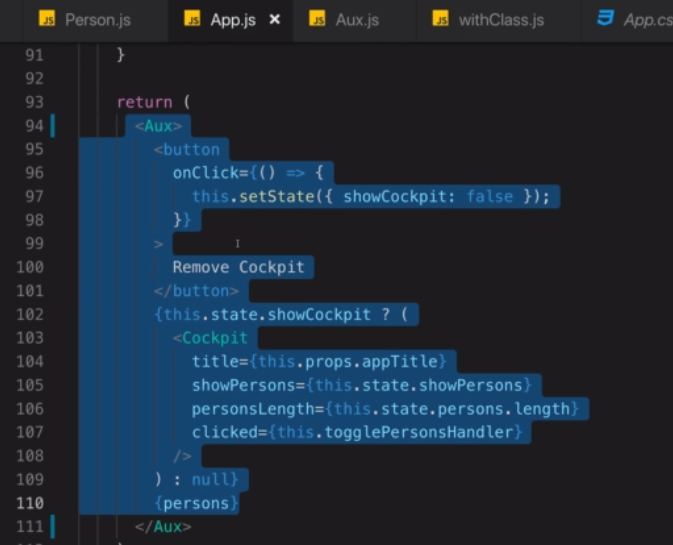 JS Person.js JS App.js × JS Aux.js JS withClass.js App.cs
91 }
92
93 return (
94 <Aux>
95 <button
96 onClick={() => {
97 this.setState({ showCockpit: false });
98 }}
99 >
100 Remove Cockpit
101 </button>
102 {this.state.showCockpit ? (
103 <Cockpit
104 title={this.props.appTitle}
105 showPersons={this.state.showPersons}
106 personsLength={this.state.persons.length}
107 clicked={this.togglePersonsHandler}
108 />
109 ) : null}
110 {persons}
111 </Aux>